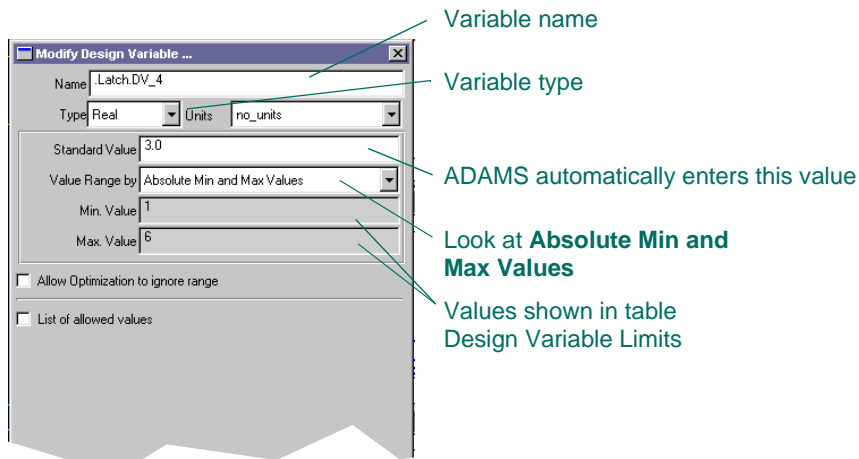 Variable name
Modify Design Variable ...
Name .Latch.DV_4
Variable type
Type Real Units no_units
Standard Value 3.0
ADAMS automatically enters this value
Value Range by Absolute Min and Max Values
Min. Value 1
Max. Value 6
Look at Absolute Min and
Max Values
Allow Optimization to ignore range
Values shown in table
Design Variable Limits
List of allowed values